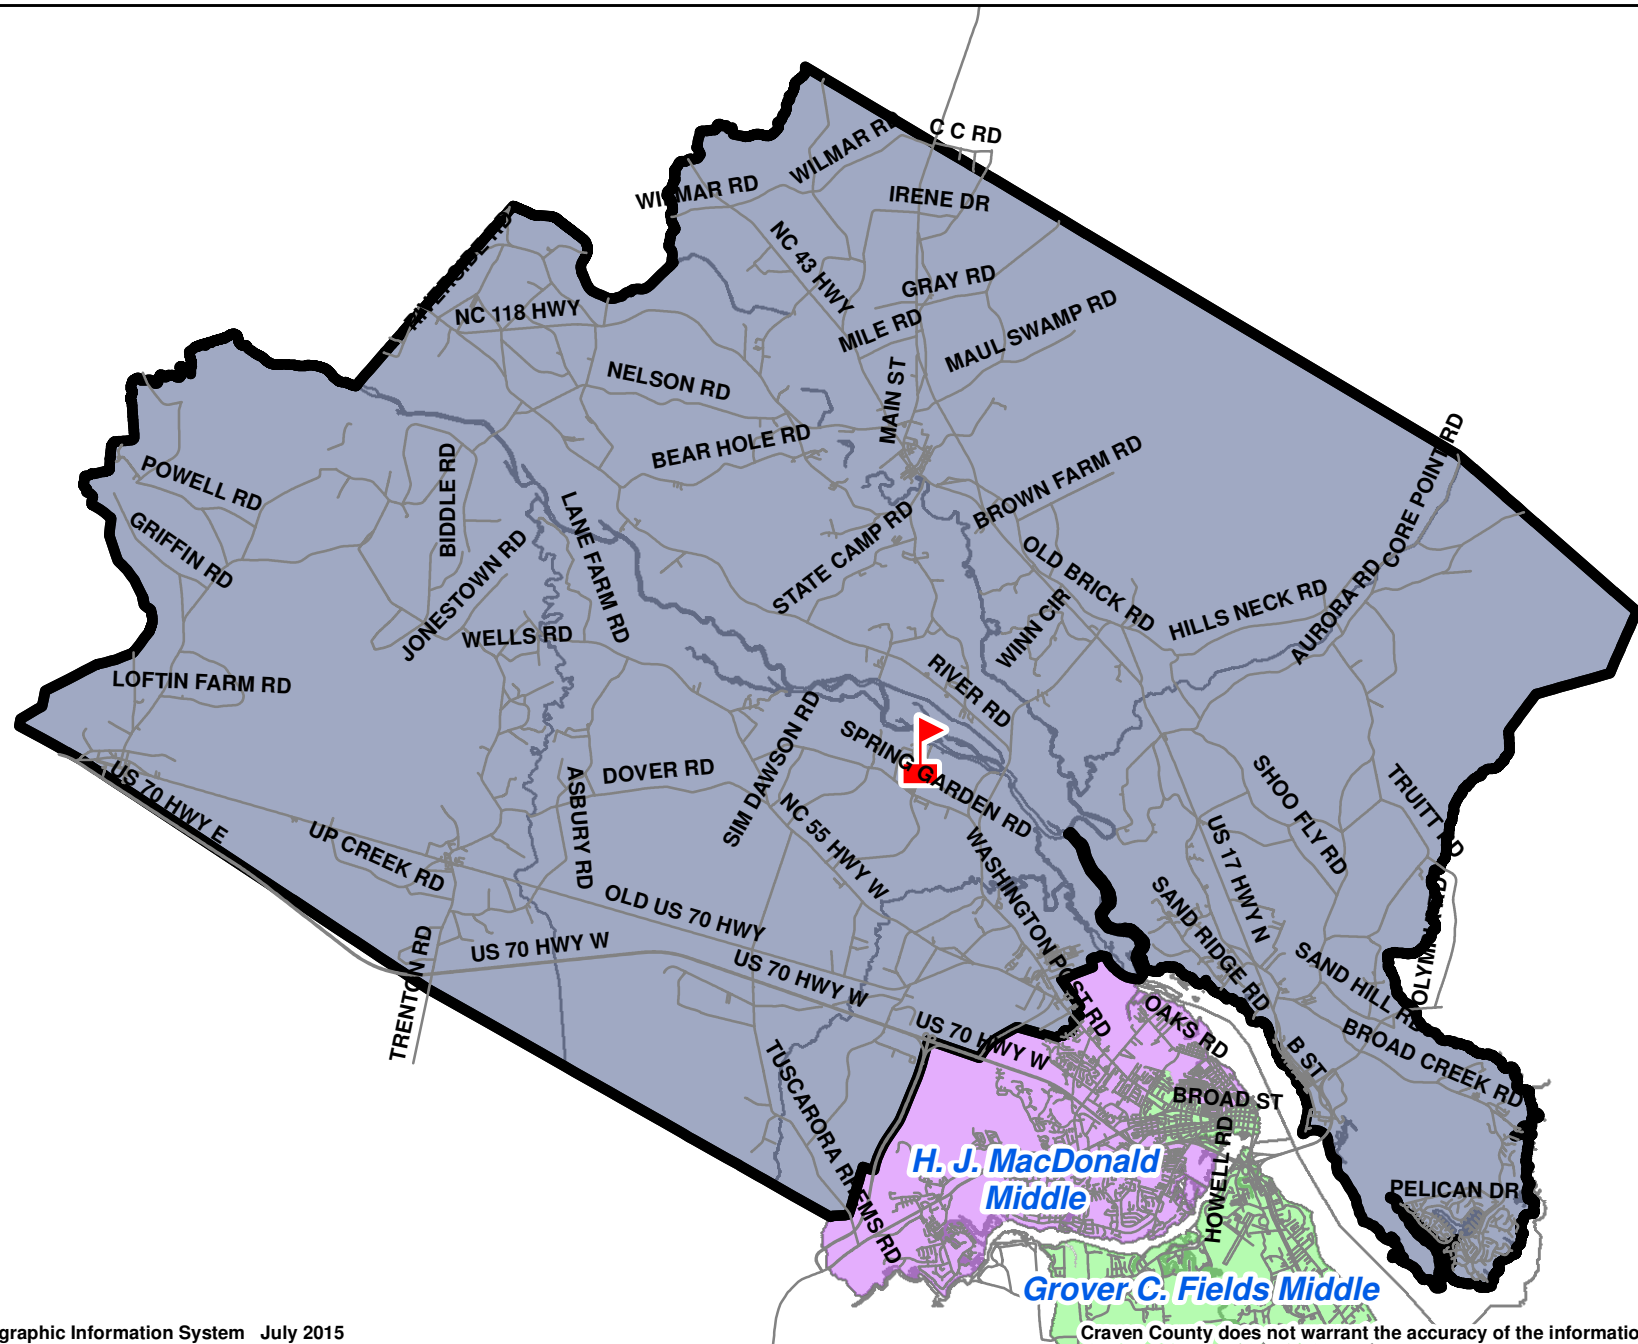 C C RD
WILMAR RD
WILMAR RD
IRENE DR
RIVERSIDE RD
NC 43 HWY
GRAY RD
NC 118 HWY
MILE RD
MAUL SWAMP RD
NELSON RD
MAIN ST
BEAR HOLE RD
POWELL RD
BIDDLE RD
BROWN FARM RD
CORE POINT RD
GRIFFIN RD
LANE FARM RD
STATE CAMP RD
OLD BRICK RD
JONESTOWN RD
WELLS RD
WINN CIR
HILLS NECK RD
AURORA RD
LOFTIN FARM RD
RIVER RD
SIM DAWSON RD
SPRING GARDEN RD
DOVER RD
ASBURY RD
US 70 HWY E
NC 55 HWY W
SHOO FLY RD
TRUITT RD
UP CREEK RD
WASHINGTON POST RD
US 17 HWY N
OLD US 70 HWY
SAND RIDGE RD
US 70 HWY W
US 70 HWY W
SAND HILL RD
TRENTON RD
US 70 HWY W
OAKS RD
B ST
BROAD CREEK RD
TUSCARORA RHEMS RD
BROAD ST
HOWELL RD
H. J. MacDonald
Middle
PELICAN DR
Grover C. Fields Middle
graphic Information System July 2015
Craven County does not warrant the accuracy of the informatio